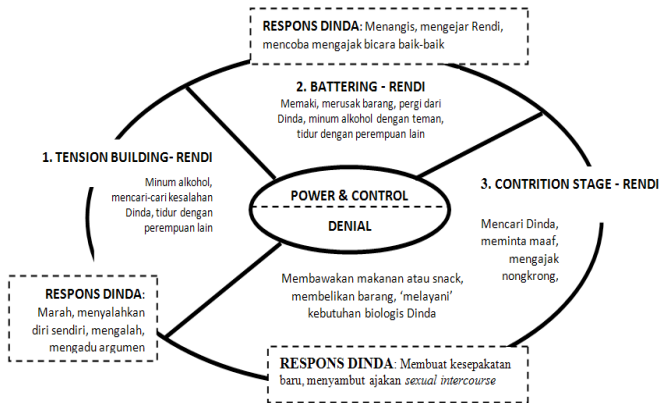 RESPONS DINDA: Menangis, mengejar Rendi,
mencoba mengajak bicara baik-baik
2. BATTERING - RENDI
Memaki, merusak barang, pergi dari
Dinda, minum alkohol dengan teman,
tidur dengan perempuan lain
1. TENSION BUILDING- RENDI
Minum alkohol,
mencari-cari kesalahan
Dinda, tidur dengan
perempuan lain
POWER & CONTROL
DENIAL
3. CONTRITION STAGE - RENDI
Mencari Dinda,
meminta maaf,
mengajak
nongkrong,
Membawakan makanan atau snack,
membelikan barang, ‘melayani’
kebutuhan biologis Dinda
RESPONS DINDA:
Marah, menyalahkan
diri sendiri, mengalah,
mengadu argumen
RESPONS DINDA: Membuat kesepakatan
baru, menyambut ajakan sexual intercourse